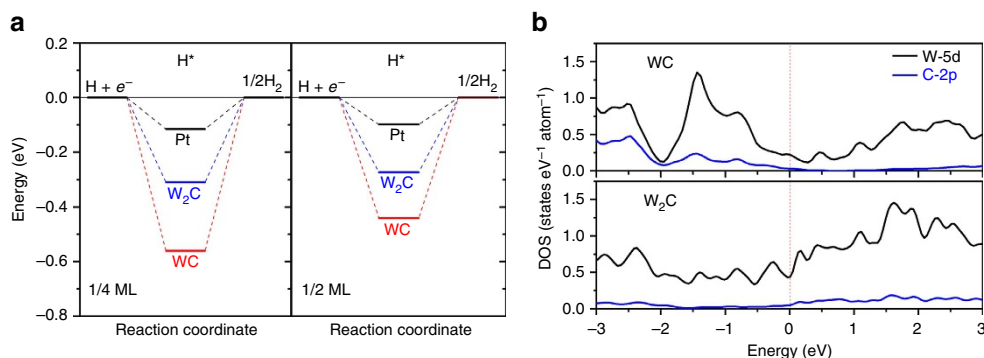 a
0.2
0.0
−0.2
−0.4
−0.6
−0.8
Energy (eV)
H*
H + e⁻
1/2H₂
Pt
W₂C
WC
1/4 ML
Reaction coordinate
H*
H + e⁻
1/2H₂
Pt
W₂C
WC
1/2 ML
Reaction coordinate
b
WC
W-5d
C-2p
1.5
1.0
0.5
0.0
W₂C
1.5
1.0
0.5
0.0
DOS (states eV⁻¹ atom⁻¹)
−3 −2 −1 0 1 2 3
Energy (eV)